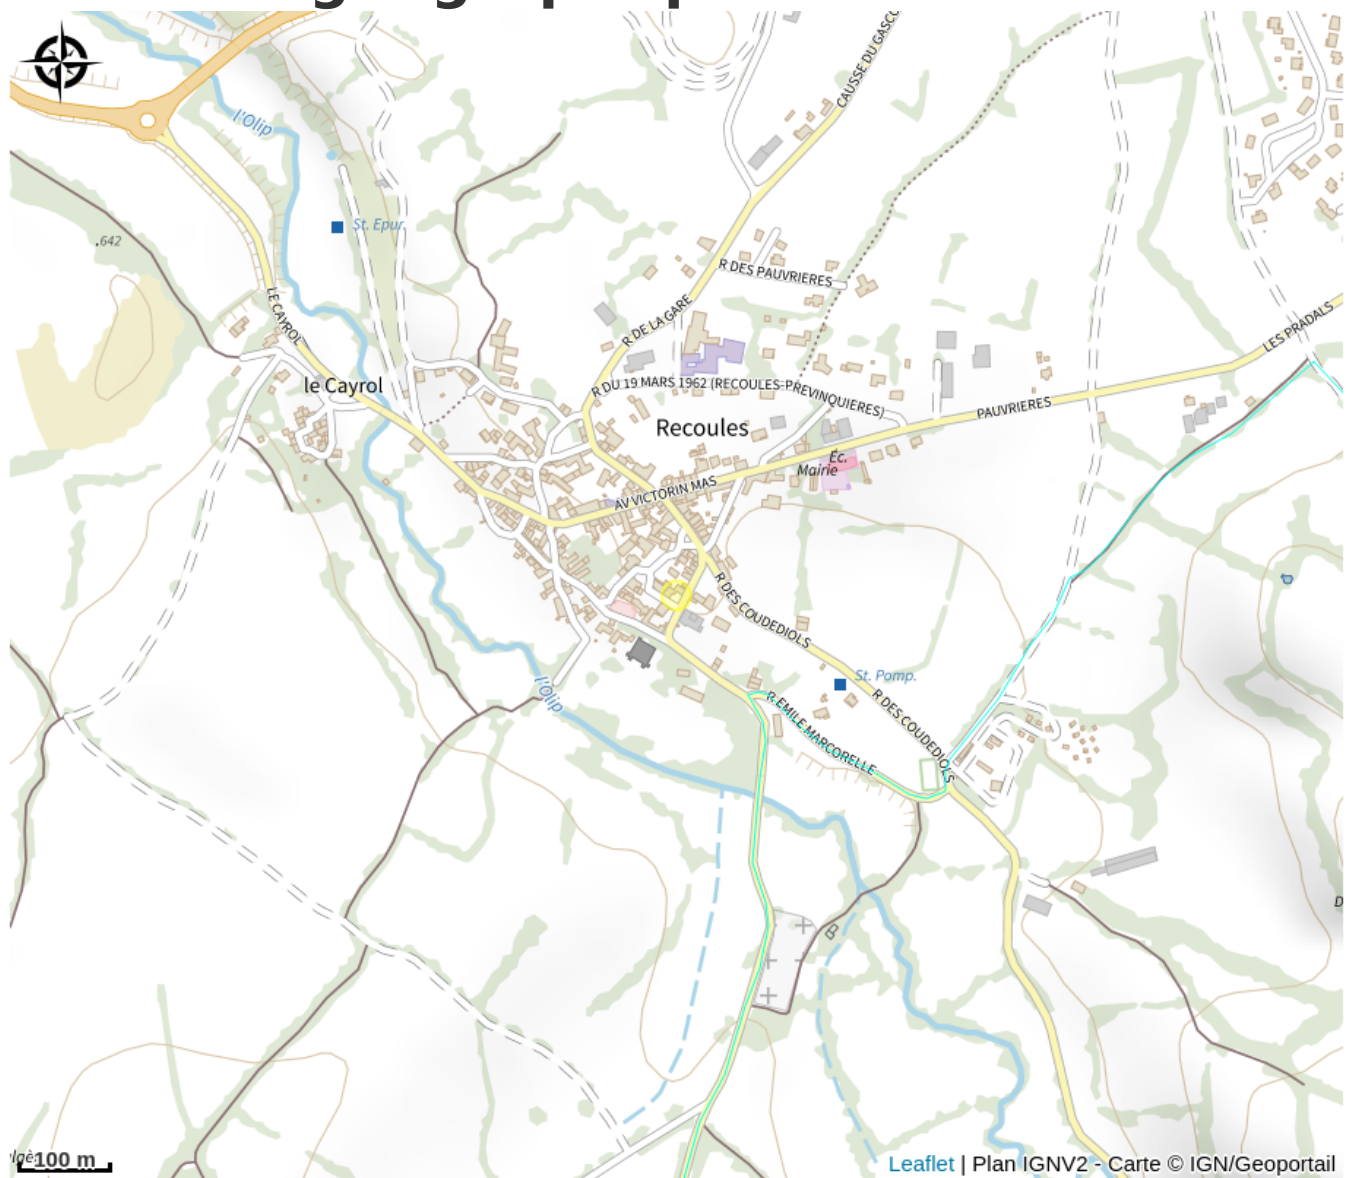 CAUSSE DU GASCO
l'Olip
St. Epur.
.642
R DES PAUVRIERES
LE CAYROL
R DE LA GARE
LES PRADALS
le Cayrol
R DU 19 MARS 1962 (RECOULES-PREVINQUIERES)
PAUVRIERES
Recoules
Éc.
Mairie
AV VICTORIN MAS
R DES COUDEDIOLS
St. Pomp.
l'Olip
R EMILE MARCORELLE
R DES COUDEDIOLS
D
100 m
Leaflet | Plan IGNV2 - Carte © IGN/Geoportail